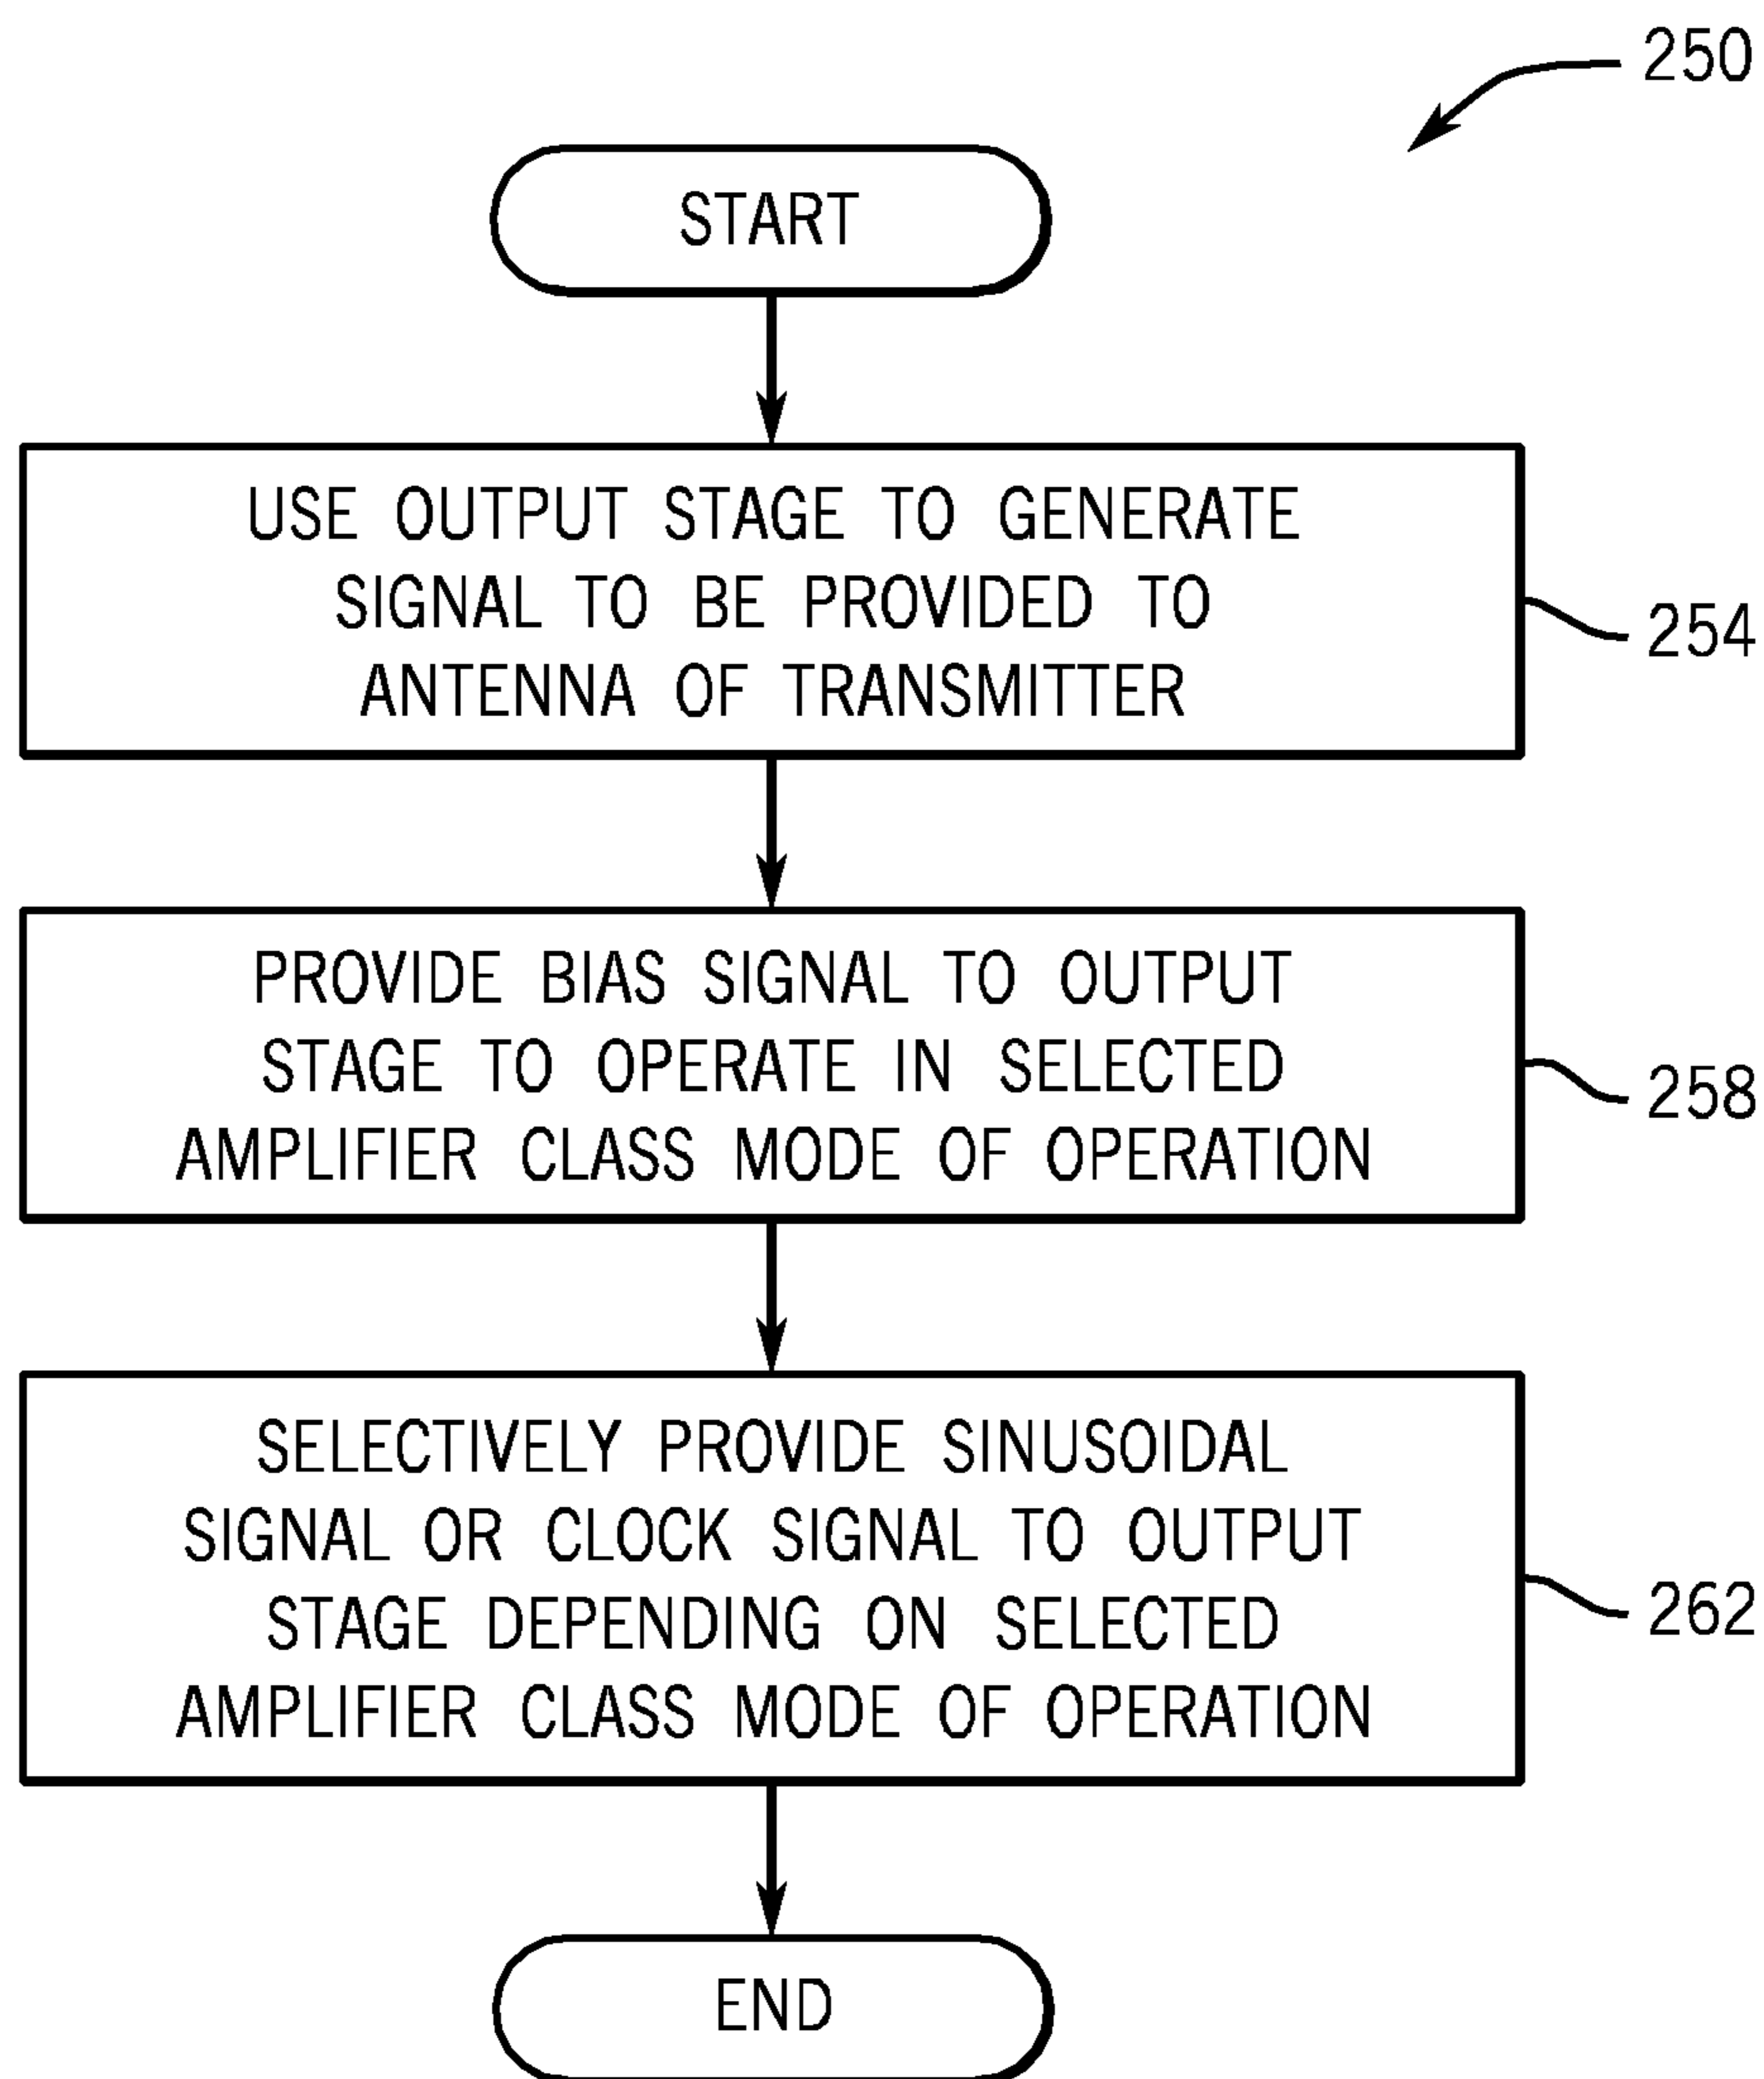 250
START
USE OUTPUT STAGE TO GENERATE
SIGNAL TO BE PROVIDED TO
ANTENNA OF TRANSMITTER
254
PROVIDE BIAS SIGNAL TO OUTPUT
STAGE TO OPERATE IN SELECTED
AMPLIFIER CLASS MODE OF OPERATION
258
SELECTIVELY PROVIDE SINUSOIDAL
SIGNAL OR CLOCK SIGNAL TO OUTPUT
STAGE DEPENDING ON SELECTED
AMPLIFIER CLASS MODE OF OPERATION
262
END